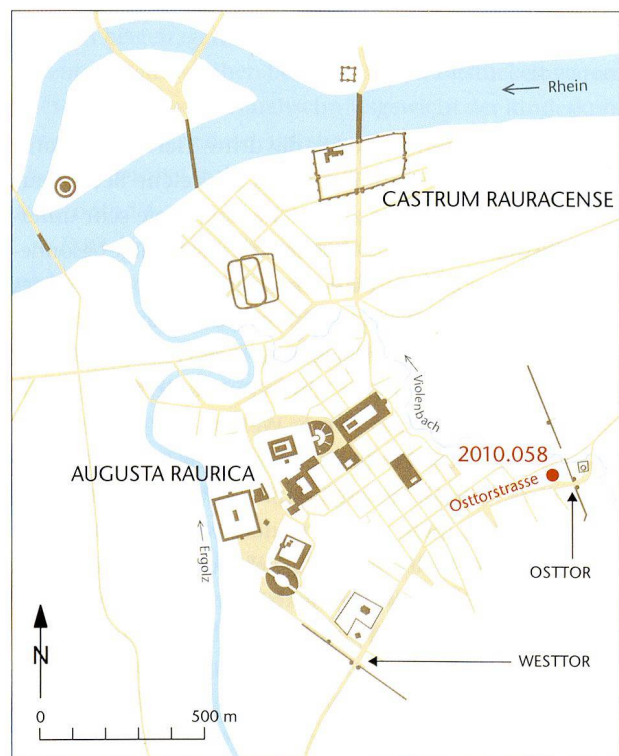 Rhein
CASTRUM RAURACENSE
Violenbach
2010.058
AUGUSTA RAURICA
Osttorstrasse
Ergolz
OSTTOR
N
WESTTOR
0 500 m